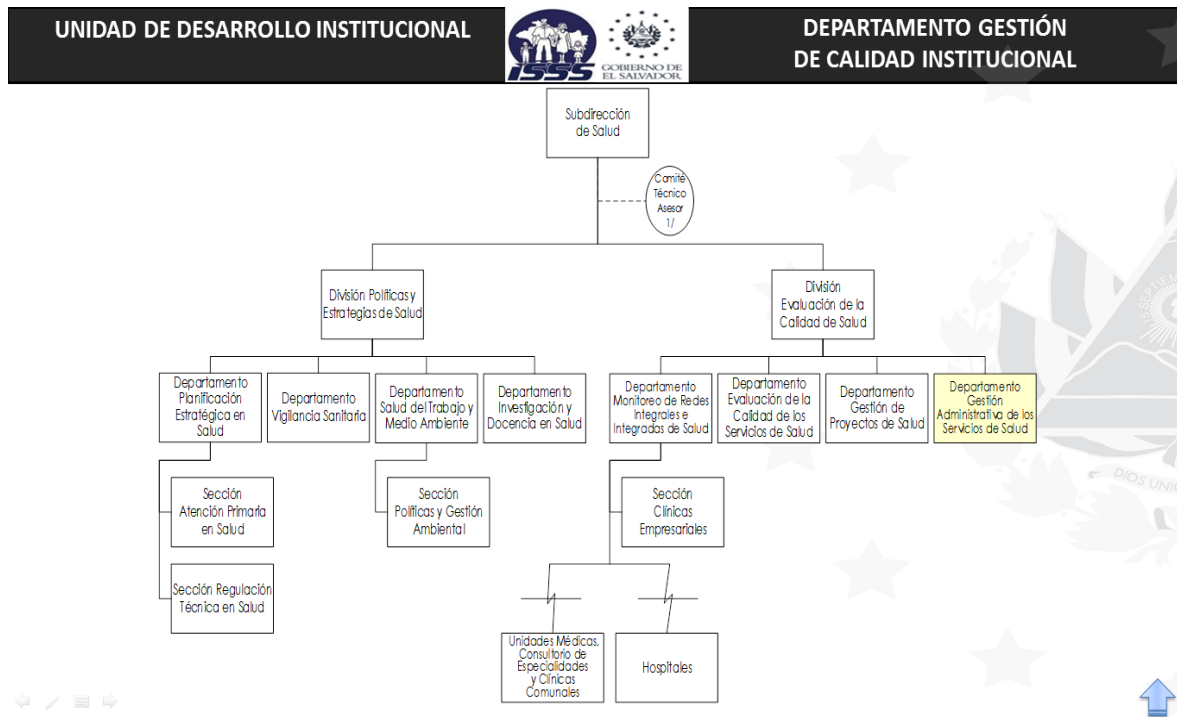 UNIDAD DE DESARROLLO INSTITUCIONAL
ISSS
GOBIERNO DE
EL SALVADOR
DEPARTAMENTO GESTIÓN
DE CALIDAD INSTITUCIONAL
Subdirección
de Salud
Comité
Técnico
Asesor
1/
División Políticas y
Estrategias de Salud
División
Evaluación de la
Calidad de Salud
Departamento
Planificación
Estratégica en
Salud
Departamento
Vigilancia Sanitaria
Departamento
Salud del Trabajo y
Medio Ambiente
Departamento
Investigación y
Docencia en Salud
Departamento
Monitoreo de Redes
Integrales e
Integradas de Salud
Departamento
Evaluación de la
Calidad de los
Servicios de Salud
Departamento
Gestión de
Proyectos de Salud
Departamento
Gestión
Administrativa de los
Servicios de Salud
Sección
Atención Primaria
en Salud
Sección
Políticas y Gestión
Ambiental
Sección
Clínicas
Empresariales
Sección Regulación
Técnica en Salud
Unidades Médicas,
Consultorio de
Especialidades
y Clínicas
Comunales
Hospitales
15 SEPTIEM
DIOS UNI